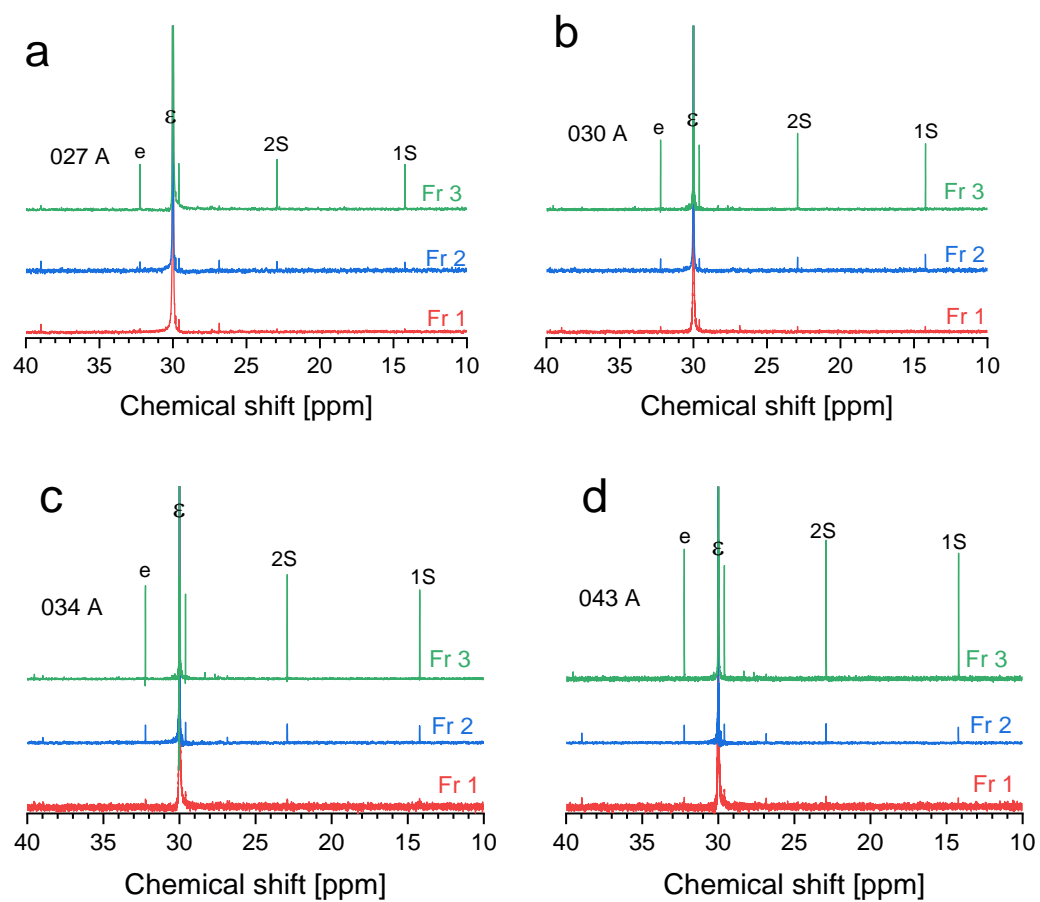 a
ε
e
2S
1S
027 A
Fr 3
Fr 2
Fr 1
40 35 30 25 20 15 10
Chemical shift [ppm]
b
ε
e
2S
1S
030 A
Fr 3
Fr 2
Fr 1
40 35 30 25 20 15 10
Chemical shift [ppm]
c
ε
e
2S
1S
034 A
Fr 3
Fr 2
Fr 1
40 35 30 25 20 15 10
Chemical shift [ppm]
d
e
ε
2S
1S
043 A
Fr 3
Fr 2
Fr 1
40 35 30 25 20 15 10
Chemical shift [ppm]